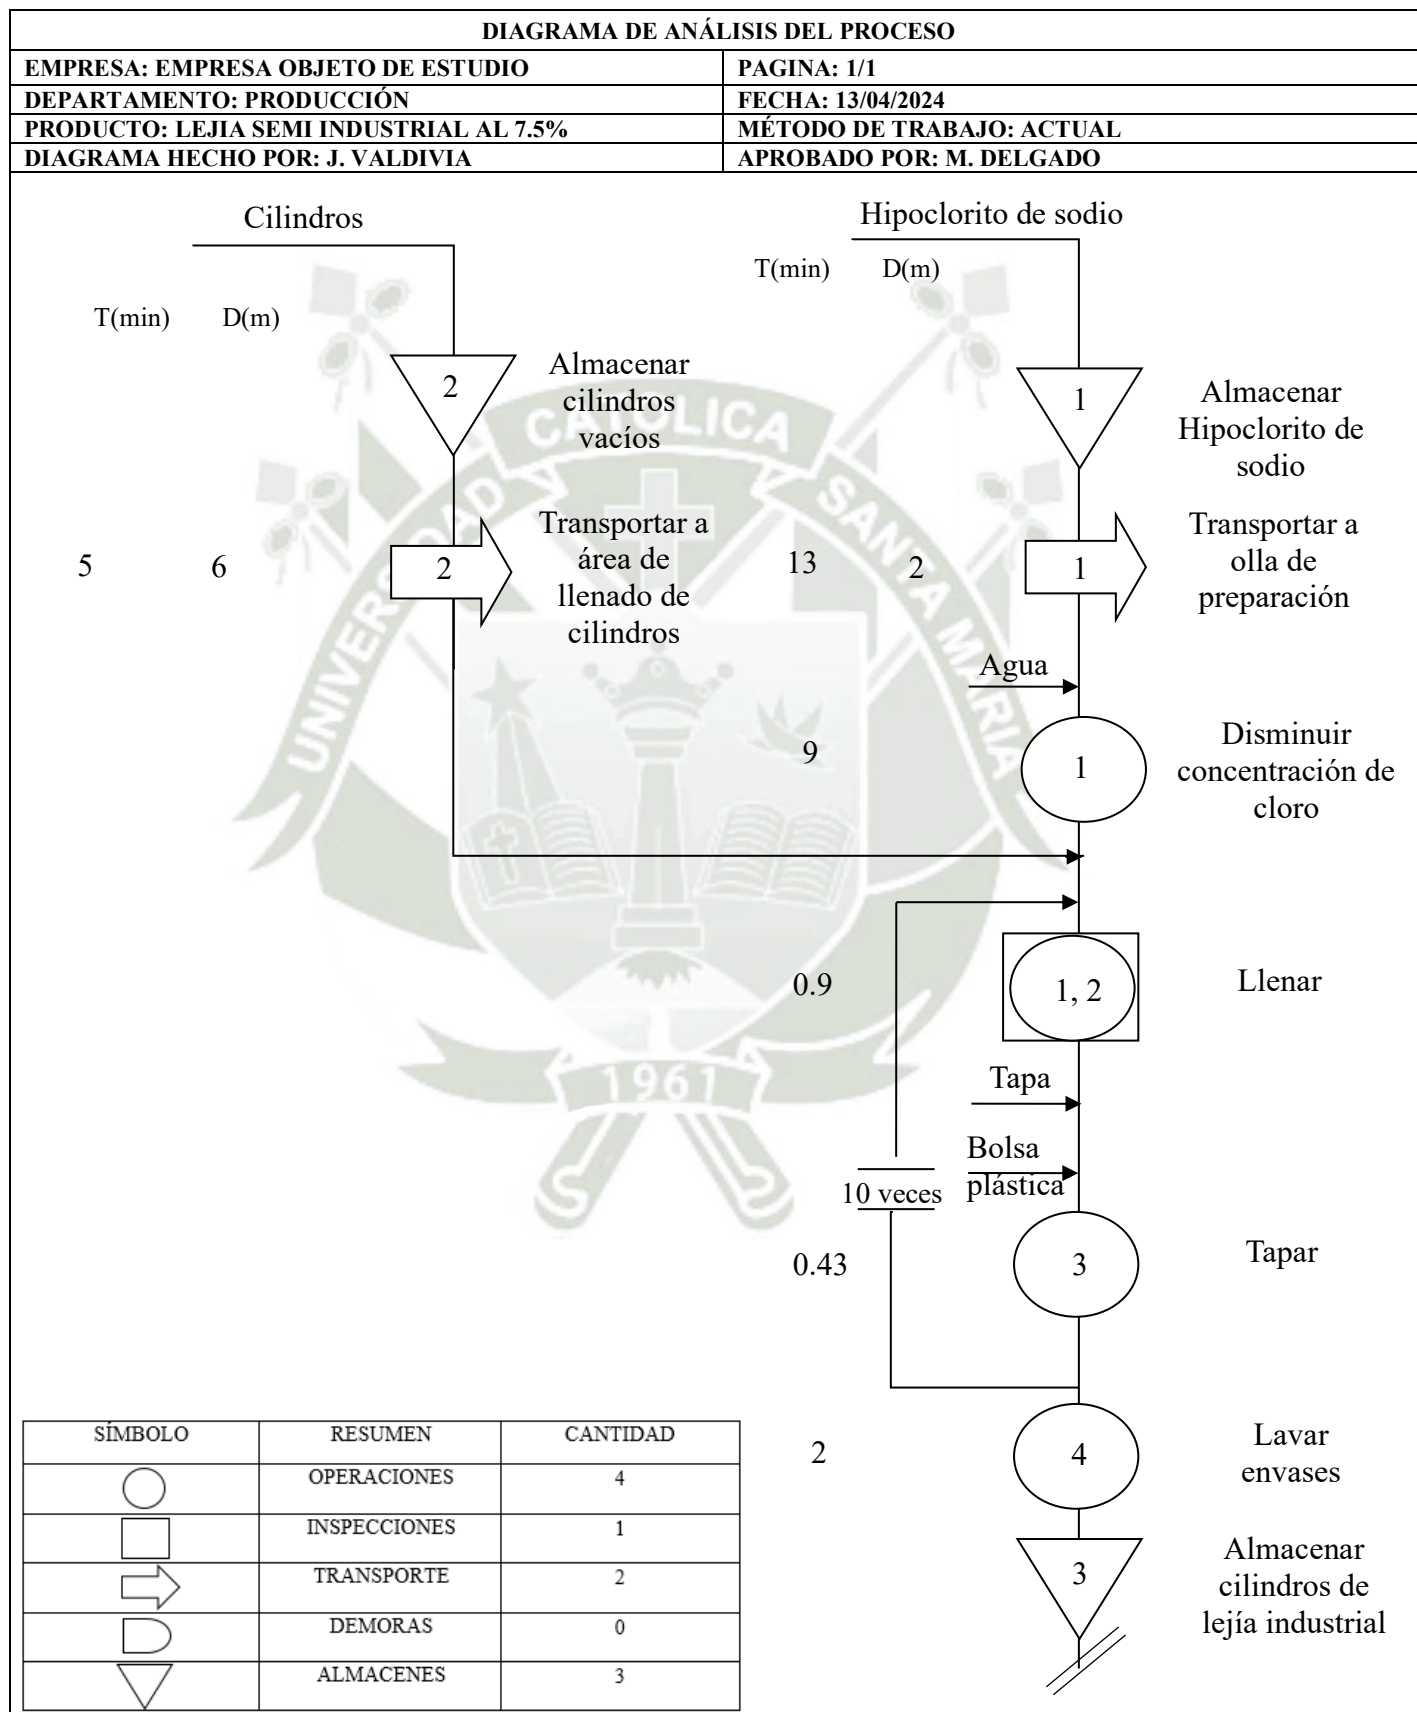 DIAGRAMA DE ANÁLISIS DEL PROCESO
EMPRESA: EMPRESA OBJETO DE ESTUDIO
PAGINA: 1/1
DEPARTAMENTO: PRODUCCIÓN
FECHA: 13/04/2024
PRODUCTO: LEJIA SEMI INDUSTRIAL AL 7.5%
MÉTODO DE TRABAJO: ACTUAL
DIAGRAMA HECHO POR: J. VALDIVIA
APROBADO POR: M. DELGADO
Cilindros
T(min) D(m)
2
Almacenar
cilindros
vacíos
5 6
2
Transportar a
área de
llenado de
cilindros
Hipoclorito de sodio
T(min) D(m)
1
Almacenar
Hipoclorito de
sodio
13 2
1
Transportar a
olla de
preparación
Agua
9
1
Disminuir
concentración de
cloro
0.9
1, 2
Llenar
Tapa
Bolsa
plástica
10 veces
0.43
3
Tapar
2
4
Lavar
envases
3
Almacenar
cilindros de
lejía industrial
SÍMBOLO RESUMEN CANTIDAD
OPERACIONES 4
INSPECCIONES 1
TRANSPORTE 2
DEMORAS 0
ALMACENES 3
UNIVERSIDAD CATOLICA SANTA MARIA
1961